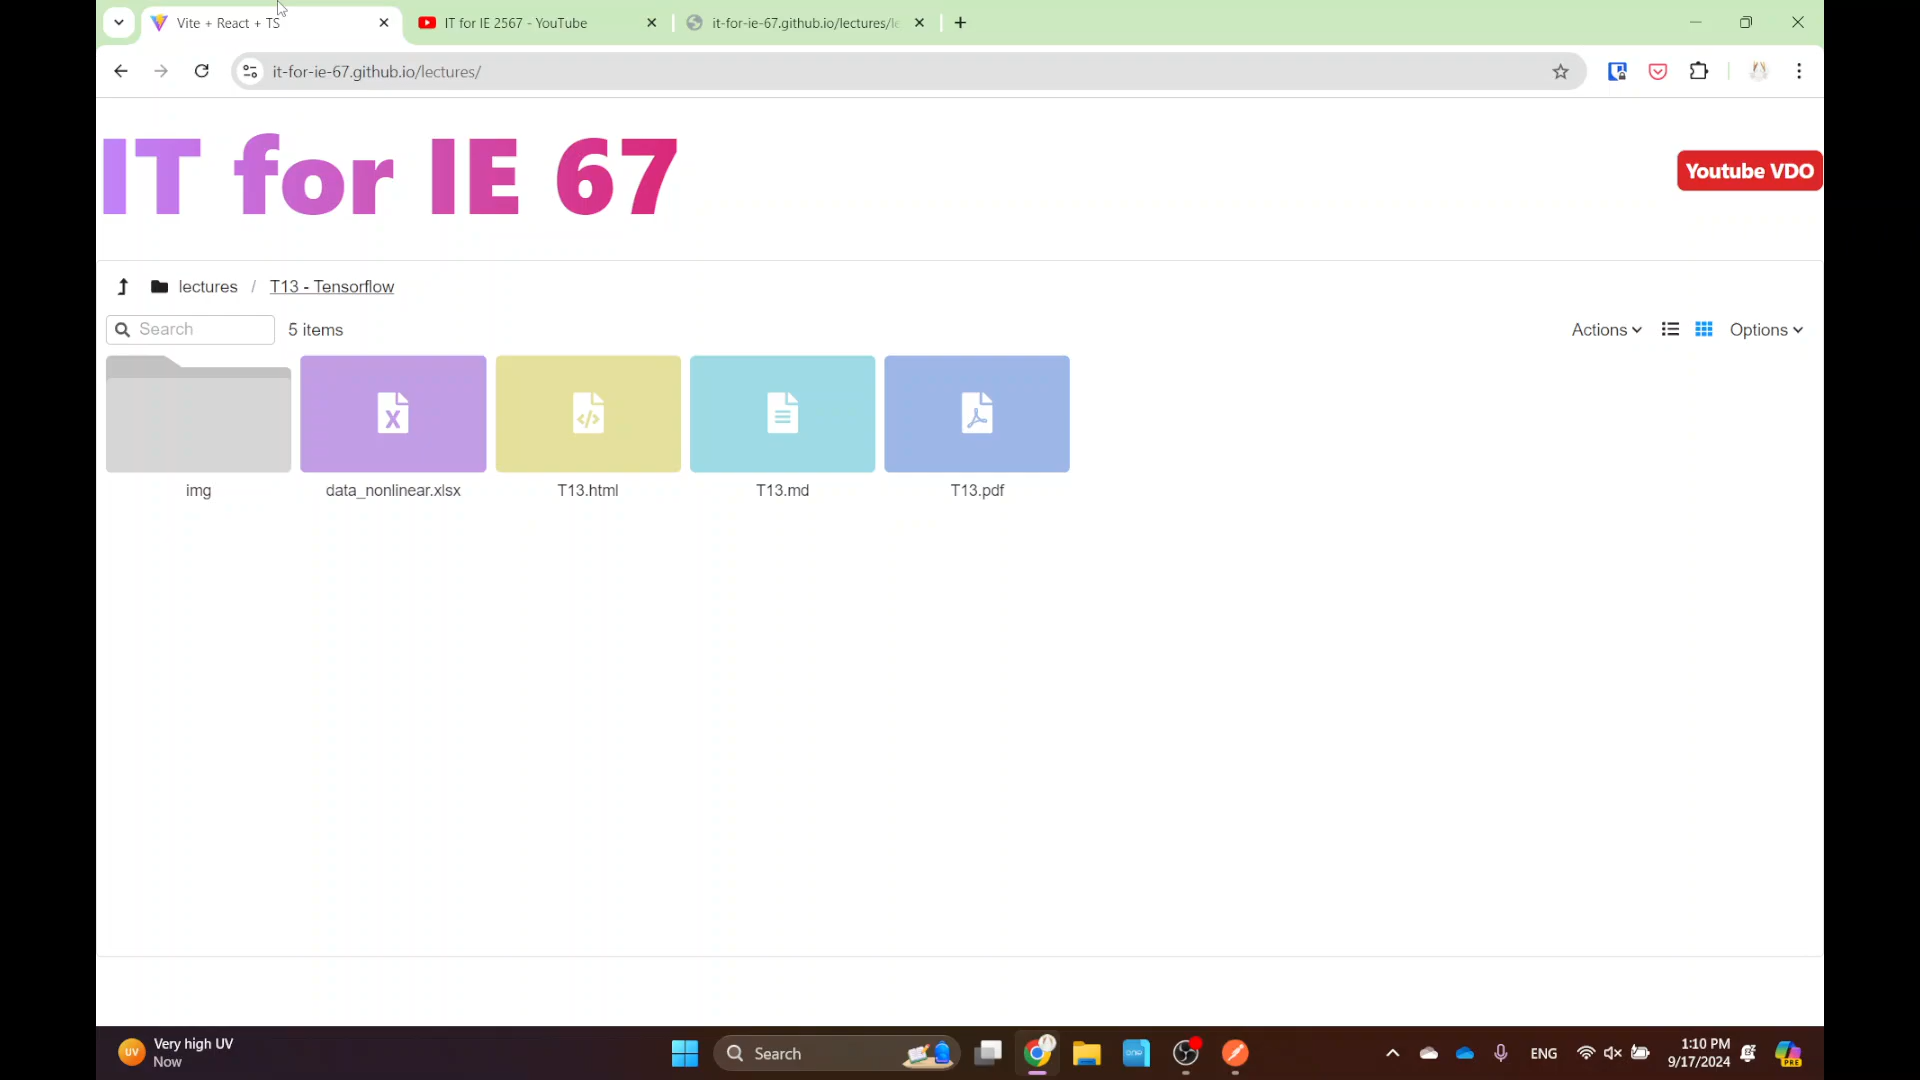 Vite + React + TS
IT for IE 2567 - YouTube
it-for-ie-67.github.io/lectures/le
it-for-ie-67.github.io/lectures/
IT for IE 67
Youtube VDO
lectures / T13 - Tensorflow
Search
5 items
Actions
Options
img
data_nonlinear.xlsx
T13.html
T13.md
T13.pdf
UV
Very high UV
Now
Search
ENG
1:10 PM
9/17/2024
PRE